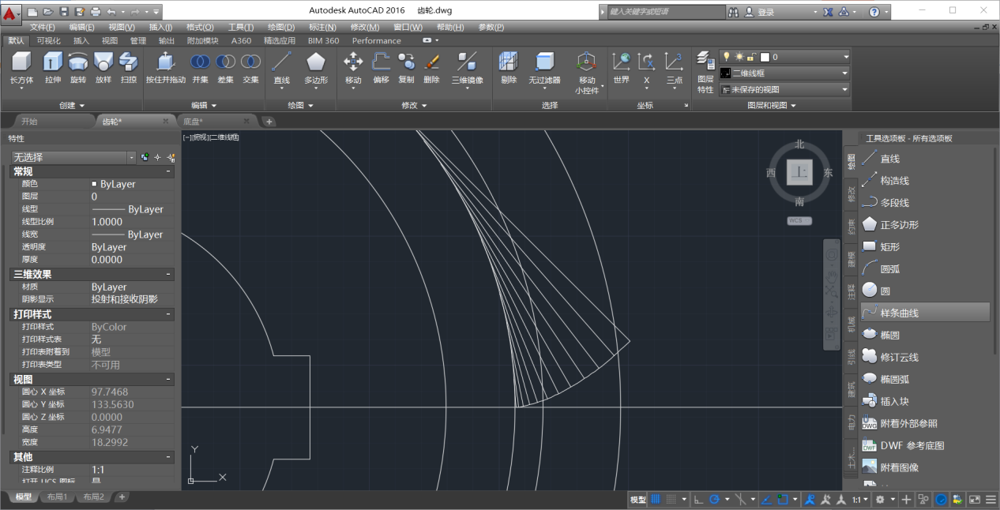 Autodesk AutoCAD 2016 齿轮.dwg
键入关键字或短语
登录
文件(F) 编辑(E) 视图(V) 插入(I) 格式(O) 工具(T) 绘图(D) 标注(N) 修改(M) 窗口(W) 帮助(H) 参数(P)
默认 可视化 插入 视图 管理 输出 附加模块 A360 精选应用 BIM 360 Performance
长方体 拉伸 旋转 放样 扫掠 按住并拖动 并集 差集 交集 直线 多边形 移动 偏移 复制 删除 三维镜像 剔除 无过滤器 移动小控件 世界 X 三点 图层特性
0
二维线框
未保存的视图
创建 编辑 绘图 修改 选择 坐标 图层和视图
开始 齿轮* 底盘*
特性
无选择
常规
颜色 ByLayer
图层 0
线型 ByLayer
线型比例 1.0000
线宽 ByLayer
透明度 ByLayer
厚度 0.0000
三维效果
材质 ByLayer
阴影显示 投射和接收阴影
打印样式
打印样式 ByColor
打印样式表 无
打印表附着到 模型
打印表类型 不可用
视图
圆心 X 坐标 97.7468
圆心 Y 坐标 133.5630
圆心 Z 坐标 0.0000
高度 6.9477
宽度 18.2992
其他
注释比例 1:1
打开 UCS 图标 是
[−][俯视][二维线框]
北
西 上 东
南
WCS
Y
X
工具选项板 - 所有选项板
绘图
修改
约束
建模
注释
机械
引线
建筑
电力
土木...
直线
构造线
多段线
正多边形
矩形
圆弧
圆
样条曲线
椭圆
修订云线
椭圆弧
插入块
附着外部参照
DWF 参考底图
附着图像
模型 布局1 布局2
模型 1:1